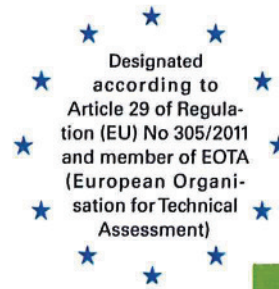 Designated
according to
Article 29 of Regula-
tion (EU) No 305/2011
and member of EOTA
(European Organi-
sation for Technical
Assessment)